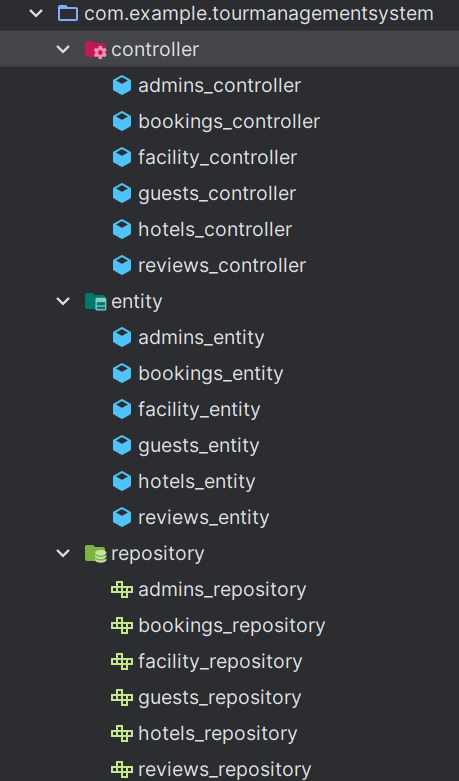 com.example.tourmanagementsystem
controller
admins_controller
bookings_controller
facility_controller
guests_controller
hotels_controller
reviews_controller
entity
admins_entity
bookings_entity
facility_entity
guests_entity
hotels_entity
reviews_entity
repository
admins_repository
bookings_repository
facility_repository
guests_repository
hotels_repository
reviews_repository